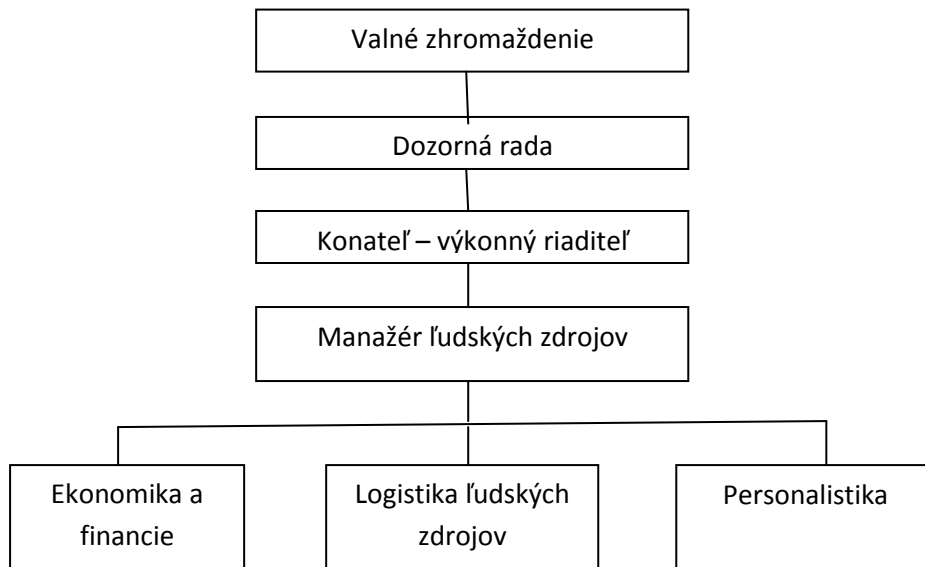 Valné zhromaždenie
Dozorná rada
Konateľ – výkonný riaditeľ
Manažér ľudských zdrojov
Ekonomika a
financie
Logistika ľudských
zdrojov
Personalistika